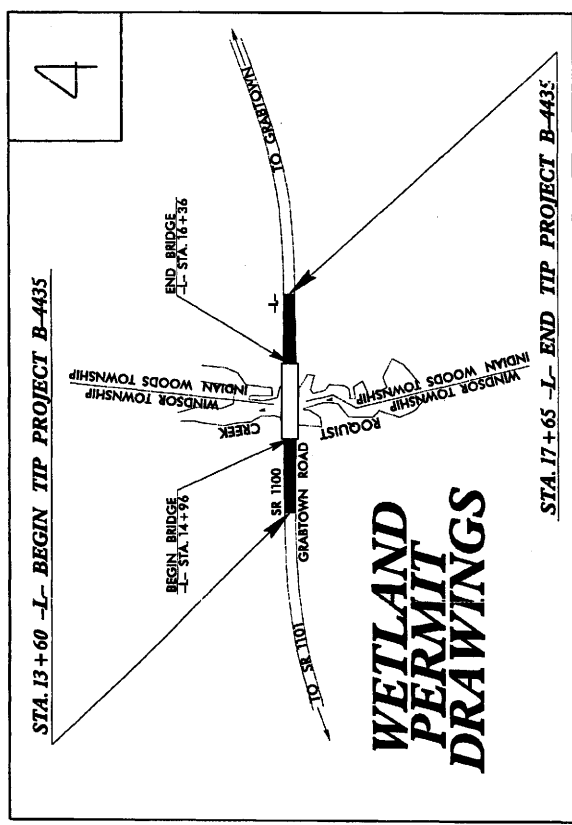 4
STA. 13+60 -L- BEGIN TIP PROJECT B-4435
TO GRABTOWN
END BRIDGE
-L- STA. 16+36
-L-
WINDSOR TOWNSHIP
INDIAN WOODS TOWNSHIP
CREEK
ROQUIST
WINDSOR TOWNSHIP
INDIAN WOODS TOWNSHIP
BEGIN BRIDGE
-L- STA. 14+96
SR 1100
GRABTOWN ROAD
TO SR 1101
WETLAND
PERMIT
DRAWINGS
STA. 17+65 -L- END TIP PROJECT B-4435